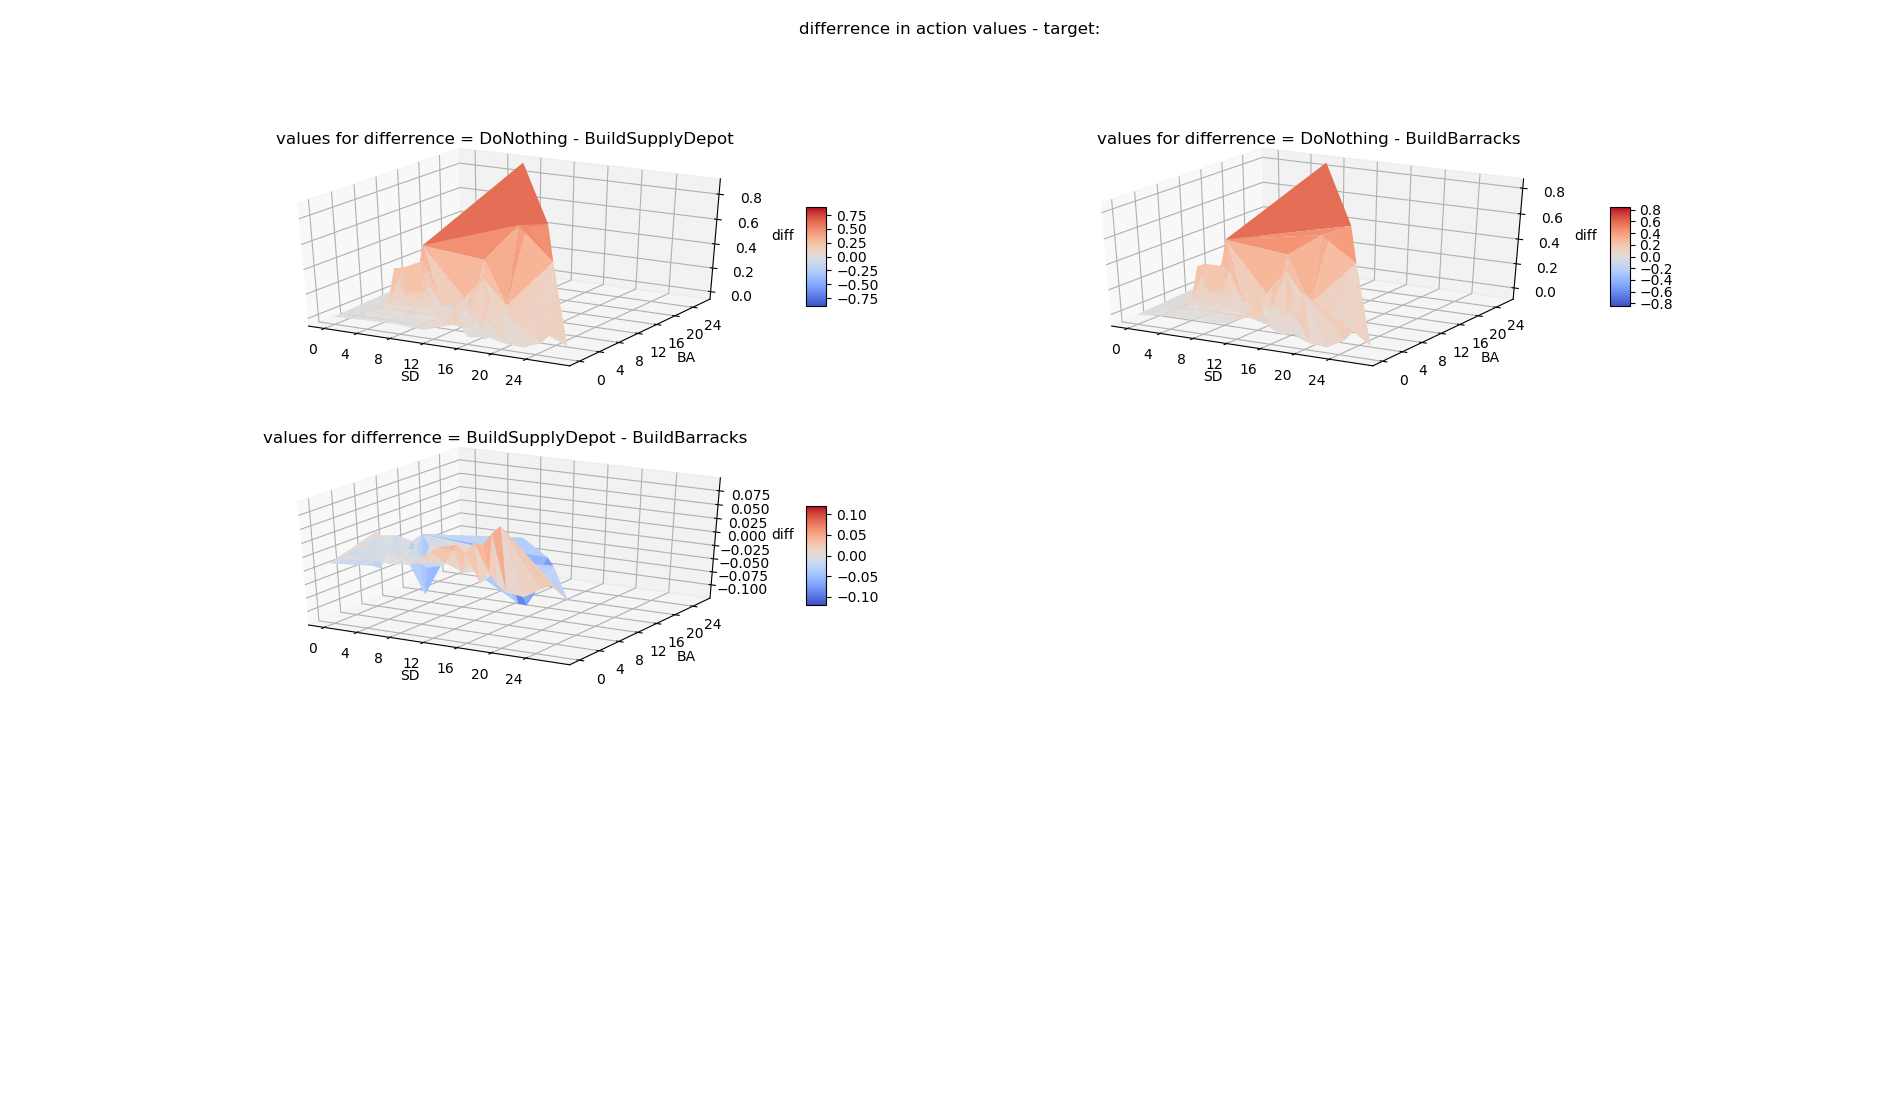 differrence in action values - target:
values for differrence = DoNothing - BuildSupplyDepot
0.8
0.6
0.4
0.2
0.0
diff
0 4 8 12 16 20 24
SD
0 4 8 12 16 20 24
BA
0.75
0.50
0.25
0.00
−0.25
−0.50
−0.75
values for differrence = DoNothing - BuildBarracks
0.8
0.6
0.4
0.2
0.0
diff
0 4 8 12 16 20 24
SD
0 4 8 12 16 20 24
BA
0.8
0.6
0.4
0.2
0.0
−0.2
−0.4
−0.6
−0.8
values for differrence = BuildSupplyDepot - BuildBarracks
0.075
0.050
0.025
0.000
−0.025
−0.050
−0.075
−0.100
diff
0 4 8 12 16 20 24
SD
0 4 8 12 16 20 24
BA
0.10
0.05
0.00
−0.05
−0.10